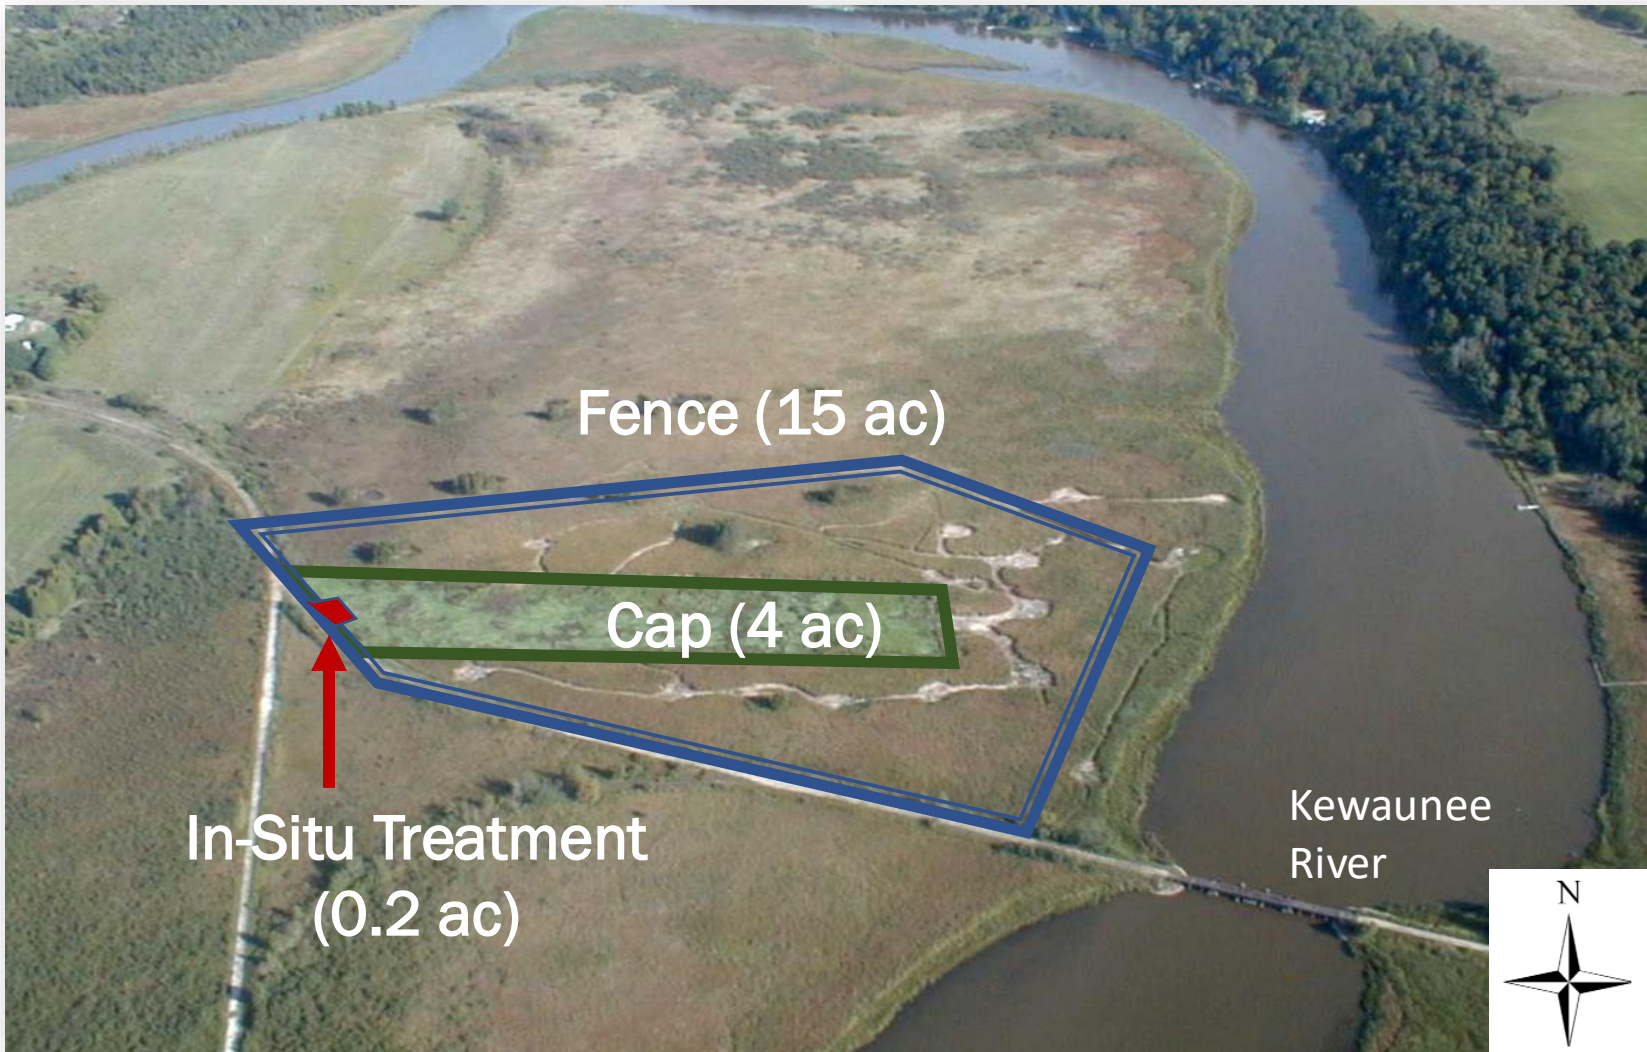 Fence (15 ac)
Cap (4 ac)
In-Situ Treatment
(0.2 ac)
Kewaunee
River
N